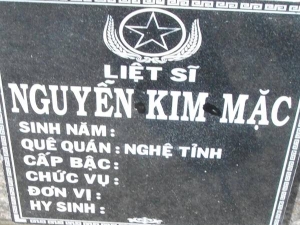 LIỆT SĨ
NGUYỄN KIM MẶC
SINH NĂM :
QUÊ QUÁN : NGHỆ TĨNH
CẤP BẬC :
CHỨC VỤ :
ĐƠN VỊ :
HY SINH :